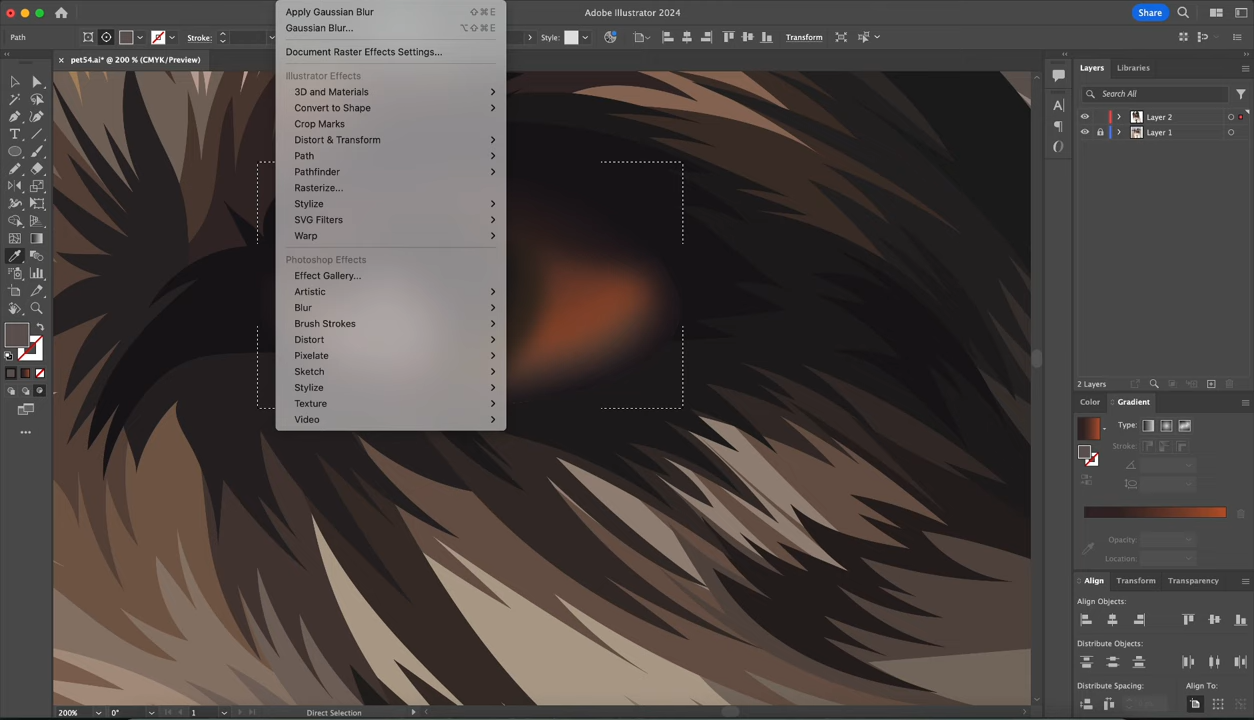 Adobe Illustrator 2024
Share
Path
Stroke:
Style:
Transform
pet54.ai* @ 200 % (CMYK/Preview)
Apply Gaussian Blur ⇧⌘E
Gaussian Blur... ⌥⇧⌘E
Document Raster Effects Settings...
Illustrator Effects
3D and Materials
Convert to Shape
Crop Marks
Distort & Transform
Path
Pathfinder
Rasterize...
Stylize
SVG Filters
Warp
Photoshop Effects
Effect Gallery...
Artistic
Blur
Brush Strokes
Distort
Pixelate
Sketch
Stylize
Texture
Video
Layers
Libraries
Search All
Layer 2
Layer 1
2 Layers
Color
Gradient
Type:
Stroke:
Opacity:
Location:
Align
Transform
Transparency
Align Objects:
Distribute Objects:
Distribute Spacing:
Align To:
200%
0°
1
Direct Selection